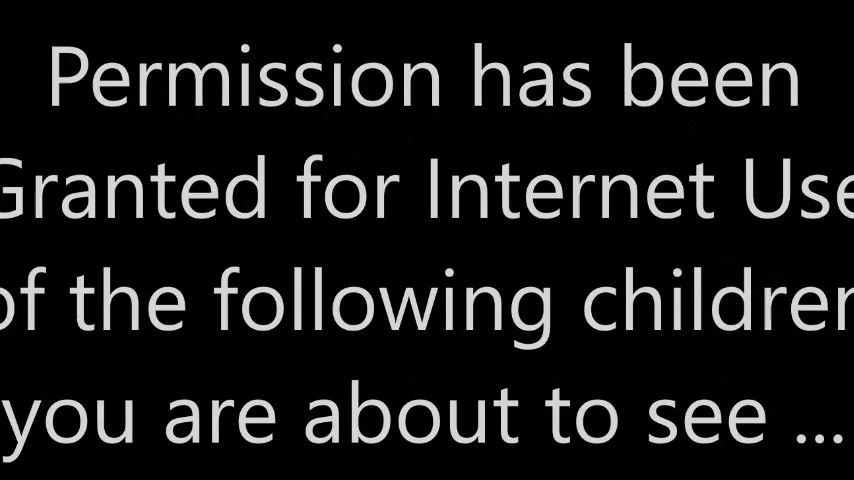 Permission has been
Granted for Internet Use
of the following children
you are about to see ...